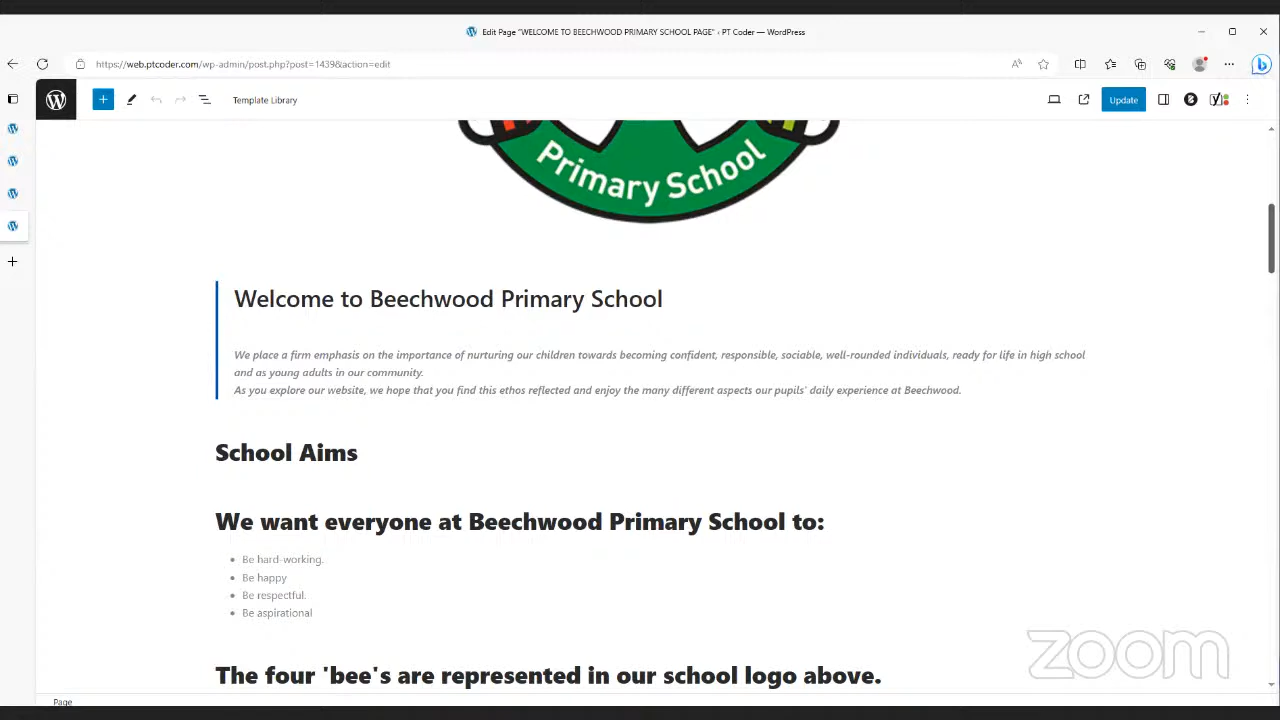 Edit Page "WELCOME TO BEECHWOOD PRIMARY SCHOOL PAGE" ‹ PT Coder — WordPress
https://web.ptcoder.com/wp-admin/post.php?post=1439&action=edit
Template Library
Update
Primary School
Welcome to Beechwood Primary School
We place a firm emphasis on the importance of nurturing our children towards becoming confident, responsible, sociable, well-rounded individuals, ready for life in high school
and as young adults in our community.
As you explore our website, we hope that you find this ethos reflected and enjoy the many different aspects our pupils' daily experience at Beechwood.
School Aims
We want everyone at Beechwood Primary School to:
• Be hard-working.
• Be happy
• Be respectful.
• Be aspirational
The four 'bee's are represented in our school logo above.
zoom
Page